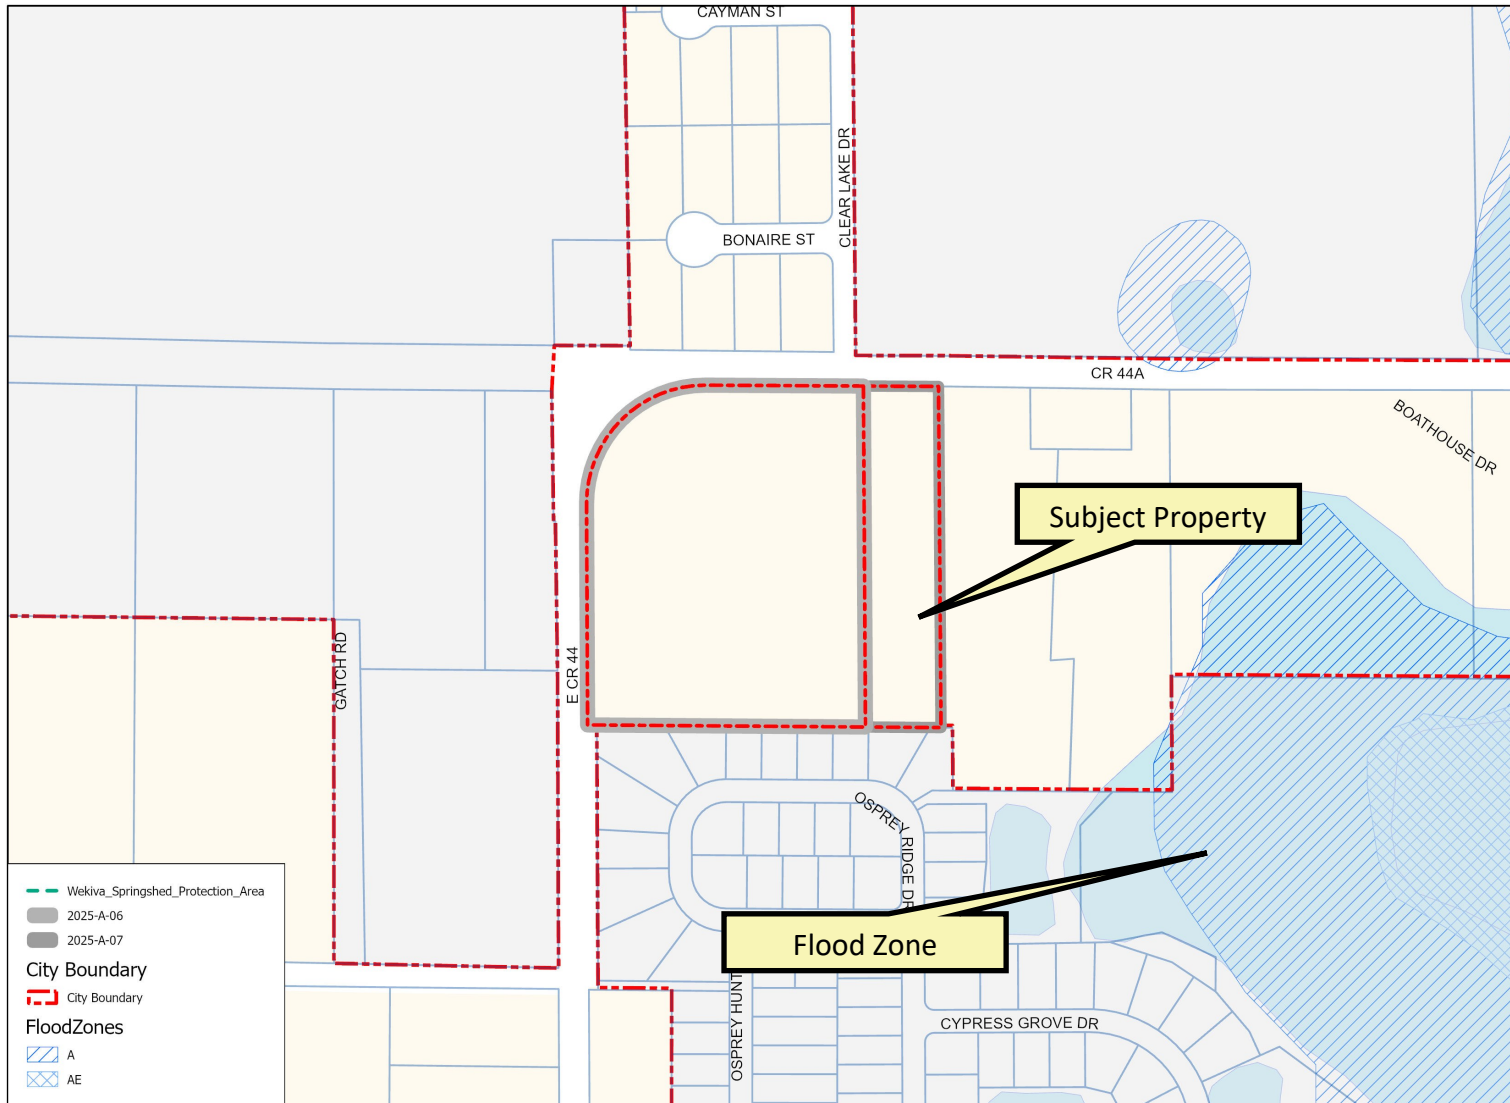 CAYMAN ST
CLEAR LAKE DR
BONAIRE ST
CR 44A
BOATHOUSE DR
Subject Property
E CR 44
GATCH RD
OSPREY RIDGE DR
Flood Zone
OSPREY HUNT
CYPRESS GROVE DR
Wekiva_Springshed_Protection_Area
2025-A-06
2025-A-07
City Boundary
City Boundary
FloodZones
A
AE